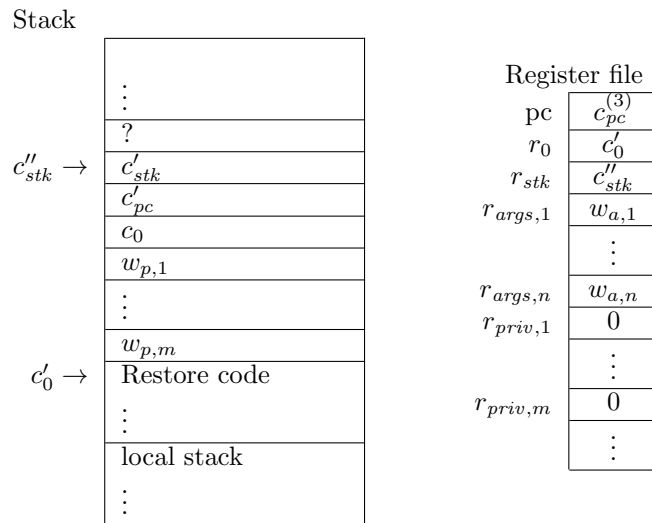 Stack
⋮
?
c''_{stk} → c'_{stk}
c'_{pc}
c_0
w_{p,1}
⋮
w_{p,m}
c'_0 → Restore code
⋮
local stack
⋮
Register file
pc c_{pc}^{(3)}
r_0 c'_0
r_{stk} c''_{stk}
r_{args,1} w_{a,1}
⋮
r_{args,n} w_{a,n}
r_{priv,1} 0
⋮
r_{priv,m} 0
⋮